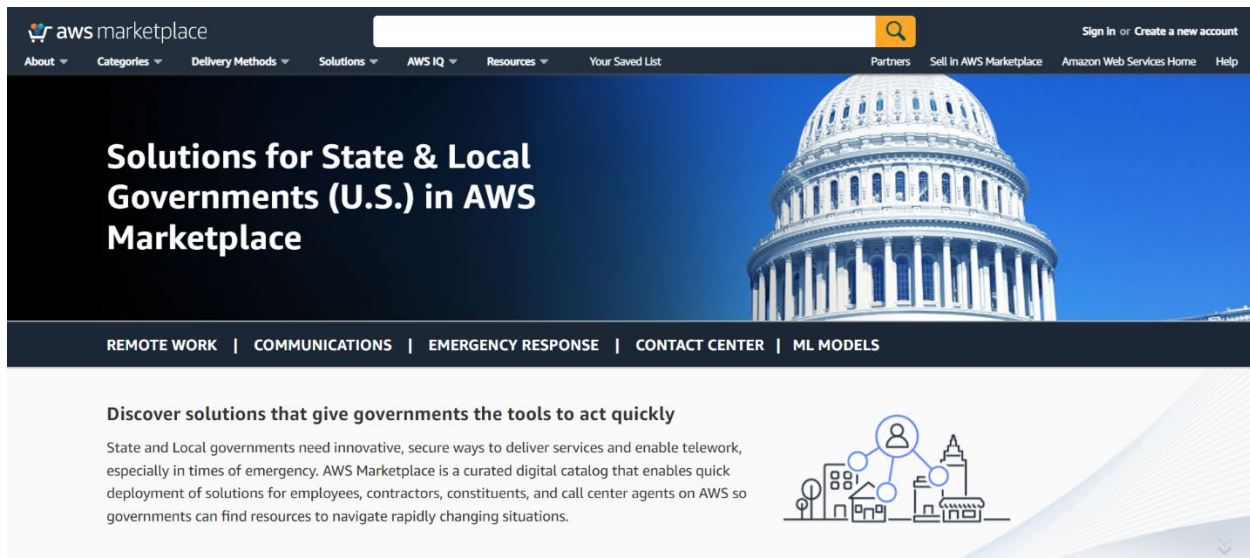 aws marketplace
Sign in or Create a new account
About Categories Delivery Methods Solutions AWS IQ Resources Your Saved List Partners Sell in AWS Marketplace Amazon Web Services Home Help
Solutions for State & Local
Governments (U.S.) in AWS
Marketplace
REMOTE WORK | COMMUNICATIONS | EMERGENCY RESPONSE | CONTACT CENTER | ML MODELS
Discover solutions that give governments the tools to act quickly
State and Local governments need innovative, secure ways to deliver services and enable telework,
especially in times of emergency. AWS Marketplace is a curated digital catalog that enables quick
deployment of solutions for employees, contractors, constituents, and call center agents on AWS so
governments can find resources to navigate rapidly changing situations.